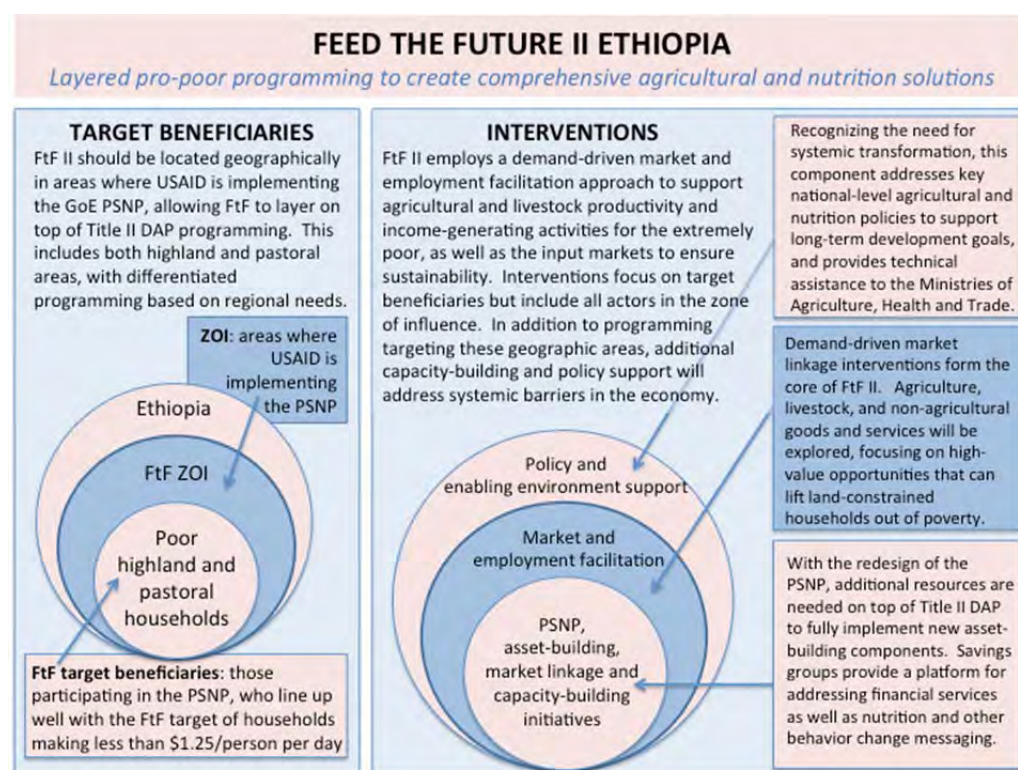 FEED THE FUTURE II ETHIOPIA
Layered pro-poor programming to create comprehensive agricultural and nutrition solutions
TARGET BENEFICIARIES
FtF II should be located geographically
in areas where USAID is implementing
the GoE PSNP, allowing FtF to layer on
top of Title II DAP programming.  This
includes both highland and pastoral
areas, with differentiated
programming based on regional needs.
ZOI: areas where
USAID is
implementing
the PSNP
Ethiopia
FtF ZOI
Poor
highland and
pastoral
households
FtF target beneficiaries: those
participating in the PSNP, who line up
well with the FtF target of households
making less than $1.25/person per day
INTERVENTIONS
FtF II employs a demand-driven market and
employment facilitation approach to support
agricultural and livestock productivity and
income-generating activities for the extremely
poor, as well as the input markets to ensure
sustainability.  Interventions focus on target
beneficiaries but include all actors in the zone
of influence.  In addition to programming
targeting these geographic areas, additional
capacity-building and policy support will
address systemic barriers in the economy.
Policy and
enabling environment support
Market and
employment facilitation
PSNP,
asset-building,
market linkage and
capacity-building
initiatives
Recognizing the need for
systemic transformation, this
component addresses key
national-level agricultural and
nutrition policies to support
long-term development goals,
and provides technical
assistance to the Ministries of
Agriculture, Health and Trade.
Demand-driven market
linkage interventions form the
core of FtF II.  Agriculture,
livestock, and non-agricultural
goods and services will be
explored, focusing on high-
value opportunities that can
lift land-constrained
households out of poverty.
With the redesign of the
PSNP, additional resources are
needed on top of Title II DAP
to fully implement new asset-
building components.  Savings
groups provide a platform for
addressing financial services
as well as nutrition and other
behavior change messaging.